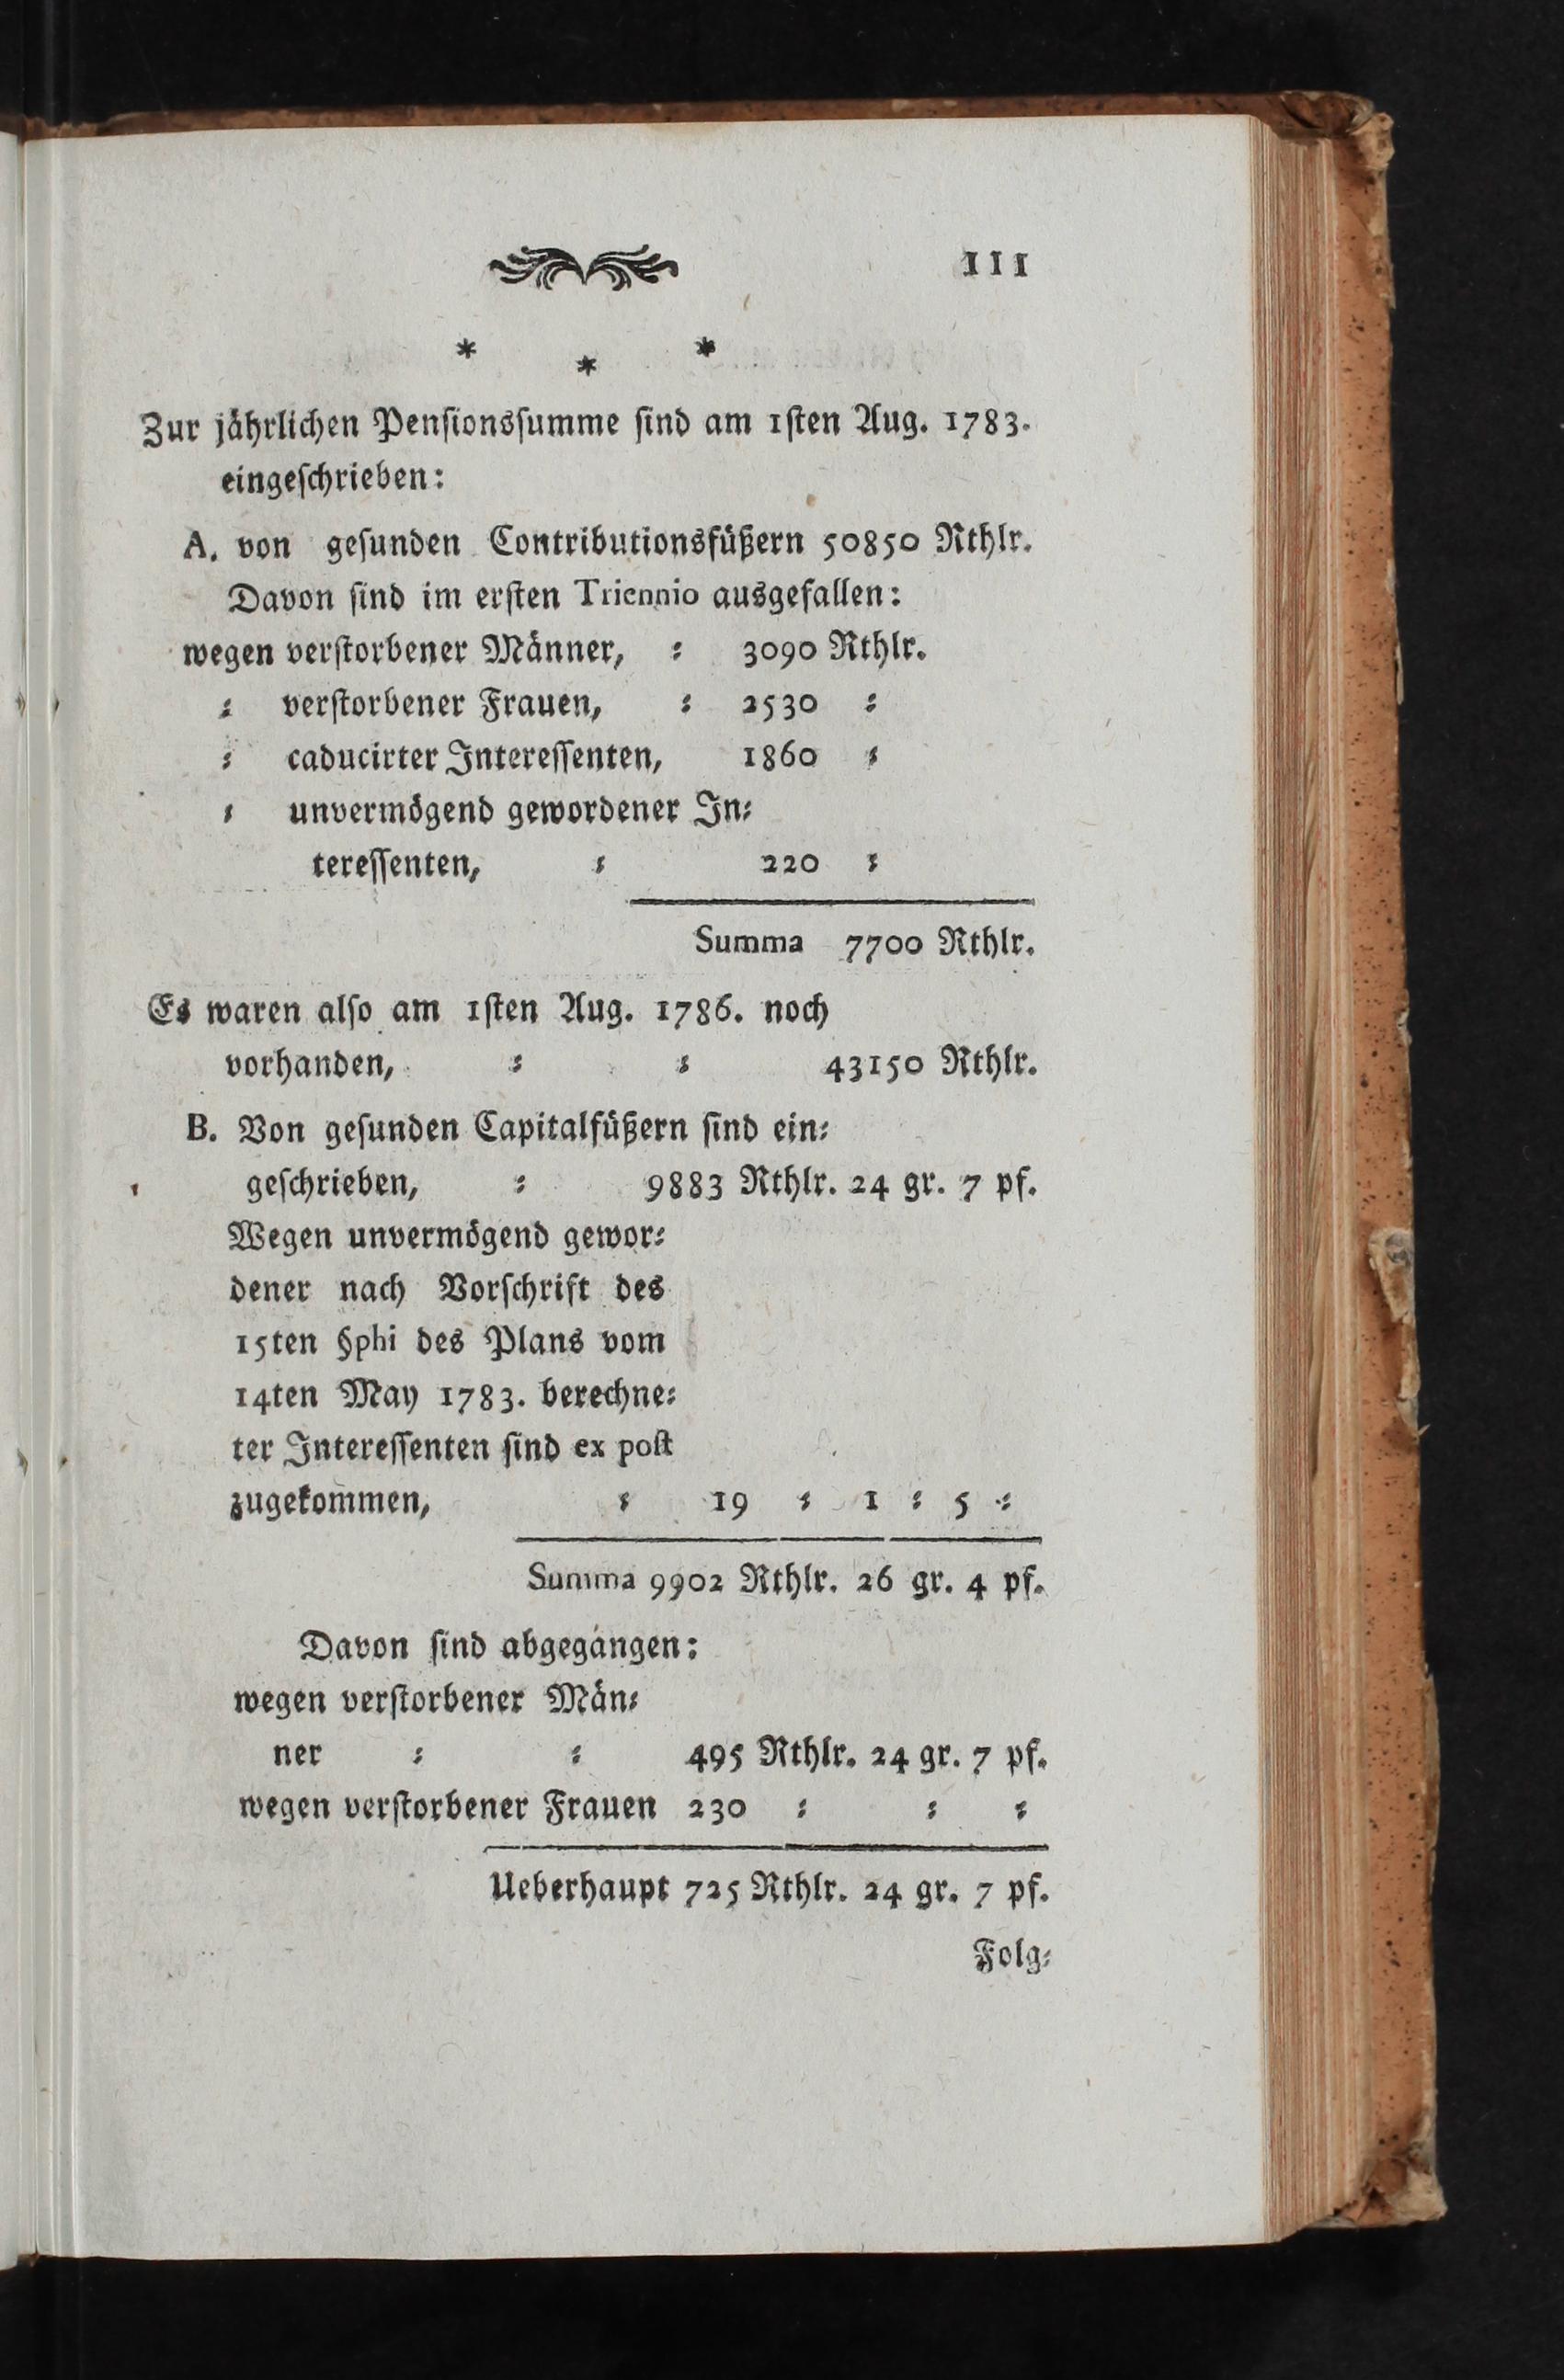 111
* * *
Zur jährlichen Penſionsſumme ſind am 1ſten Aug. 1783.
eingeſchrieben:
A. von geſunden Contributionsfüßern 50850 Rthlr.
Davon ſind im erſten Triennio ausgefallen:
wegen verſtorbener Männer, ⸗ 3090 Rthlr.
⸗ verſtorbener Frauen, ⸗ 2530 ⸗
⸗ caducirter Intereſſenten, 1860 ⸗
⸗ unvermögend gewordener In⸗
tereſſenten, ⸗ 220 ⸗
Summa 7700 Rthlr.
Es waren alſo am 1ſten Aug. 1786. noch
vorhanden, ⸗ ⸗ 43150 Rthlr.
B. Von geſunden Capitalfüßern ſind ein⸗
geſchrieben, ⸗ 9883 Rthlr. 24 gr. 7 pf.
Wegen unvermögend gewor⸗
dener nach Vorſchrift des
15ten §phi des Plans vom
14ten May 1783. berechne⸗
ter Intereſſenten ſind ex poſt
zugekommen, ⸗ 19 ⸗ 1 ⸗ 5 ⸗
Summa 9902 Rthlr. 26 gr. 4 pf.
Davon ſind abgegangen:
wegen verſtorbener Män⸗
ner ⸗ ⸗ 495 Rthlr. 24 gr. 7 pf.
wegen verſtorbener Frauen 230 ⸗ ⸗ ⸗
Ueberhaupt 725 Rthlr. 24 gr. 7 pf.
Folg⸗